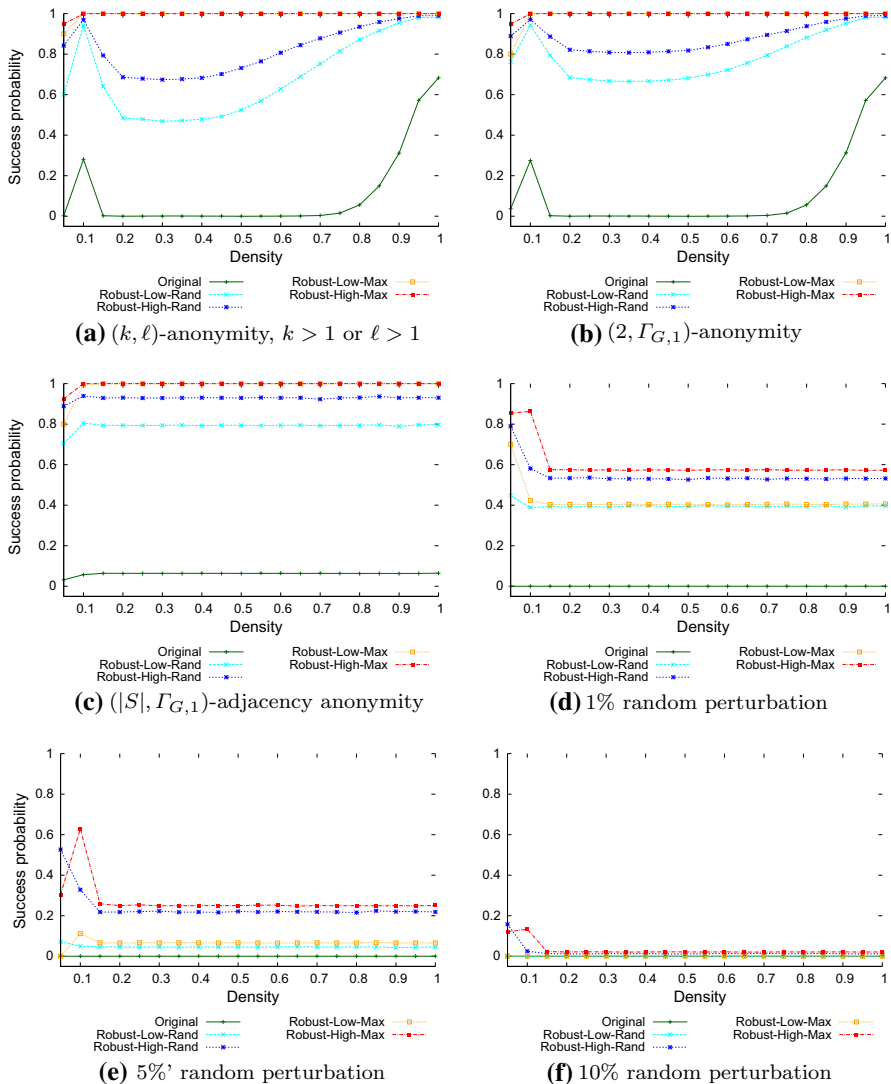 1
0.8
0.6
0.4
0.2
0
Success probability
0.1 0.2 0.3 0.4 0.5 0.6 0.7 0.8 0.9 1
Density
Original
Robust-Low-Rand
Robust-High-Rand
Robust-Low-Max
Robust-High-Max
(a) (k, ℓ)-anonymity, k > 1 or ℓ > 1
1
0.8
0.6
0.4
0.2
0
0.1 0.2 0.3 0.4 0.5 0.6 0.7 0.8 0.9 1
Density
Original
Robust-Low-Rand
Robust-High-Rand
Robust-Low-Max
Robust-High-Max
(b) (2, Γ_{G,1})-anonymity
1
0.8
0.6
0.4
0.2
0
Success probability
0.1 0.2 0.3 0.4 0.5 0.6 0.7 0.8 0.9 1
Density
Original
Robust-Low-Rand
Robust-High-Rand
Robust-Low-Max
Robust-High-Max
(c) (|S|, Γ_{G,1})-adjacency anonymity
1
0.8
0.6
0.4
0.2
0
Success probability
0.1 0.2 0.3 0.4 0.5 0.6 0.7 0.8 0.9 1
Density
Original
Robust-Low-Rand
Robust-High-Rand
Robust-Low-Max
Robust-High-Max
(d) 1% random perturbation
1
0.8
0.6
0.4
0.2
0
Success probability
0.1 0.2 0.3 0.4 0.5 0.6 0.7 0.8 0.9 1
Density
Original
Robust-Low-Rand
Robust-High-Rand
Robust-Low-Max
Robust-High-Max
(e) 5%’ random perturbation
1
0.8
0.6
0.4
0.2
0
0.1 0.2 0.3 0.4 0.5 0.6 0.7 0.8 0.9 1
Density
Original
Robust-Low-Rand
Robust-High-Rand
Robust-Low-Max
Robust-High-Max
(f) 10% random perturbation